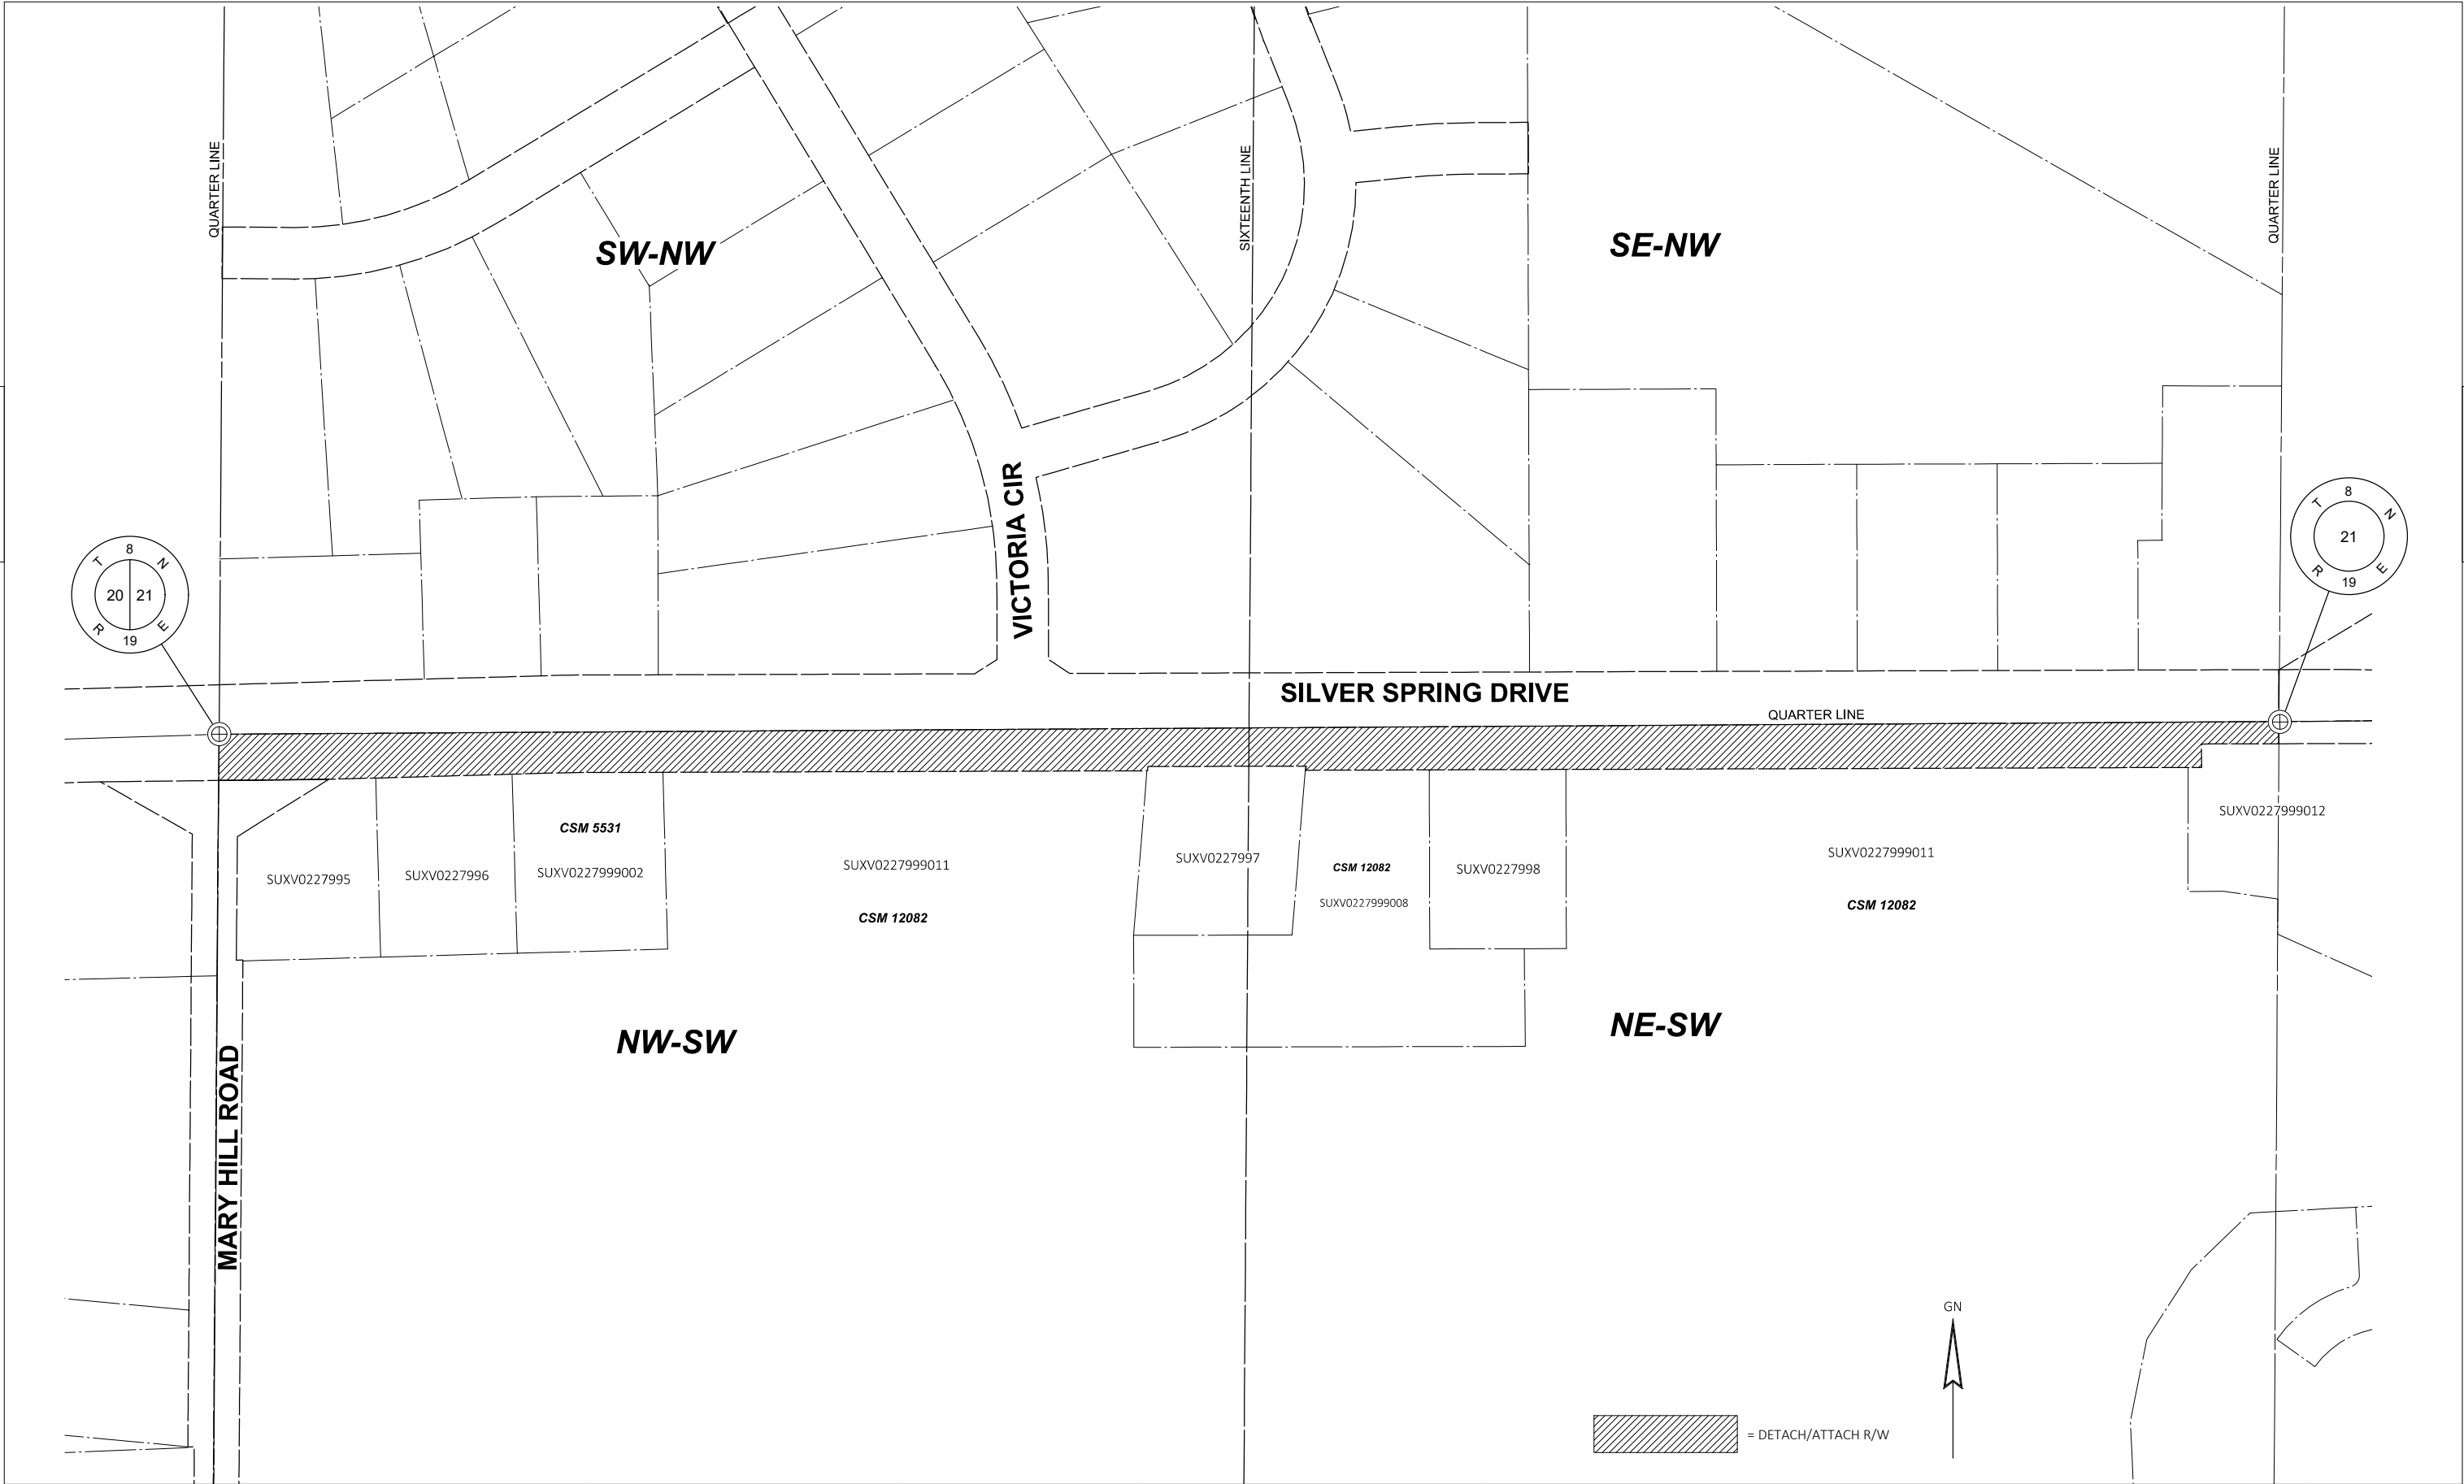 QUARTER LINE
SIXTEENTH LINE
QUARTER LINE
SW-NW
SE-NW
VICTORIA CIR
8
T N
20 21
R E
19
8
T N
21
R E
19
SILVER SPRING DRIVE
QUARTER LINE
SUXV0227995
SUXV0227996
CSM 5531
SUXV0227999002
SUXV0227999011
CSM 12082
SUXV0227997
CSM 12082
SUXV0227999008
SUXV0227998
SUXV0227999011
CSM 12082
SUXV0227999012
NW-SW
NE-SW
MARY HILL ROAD
GN
= DETACH/ATTACH R/W